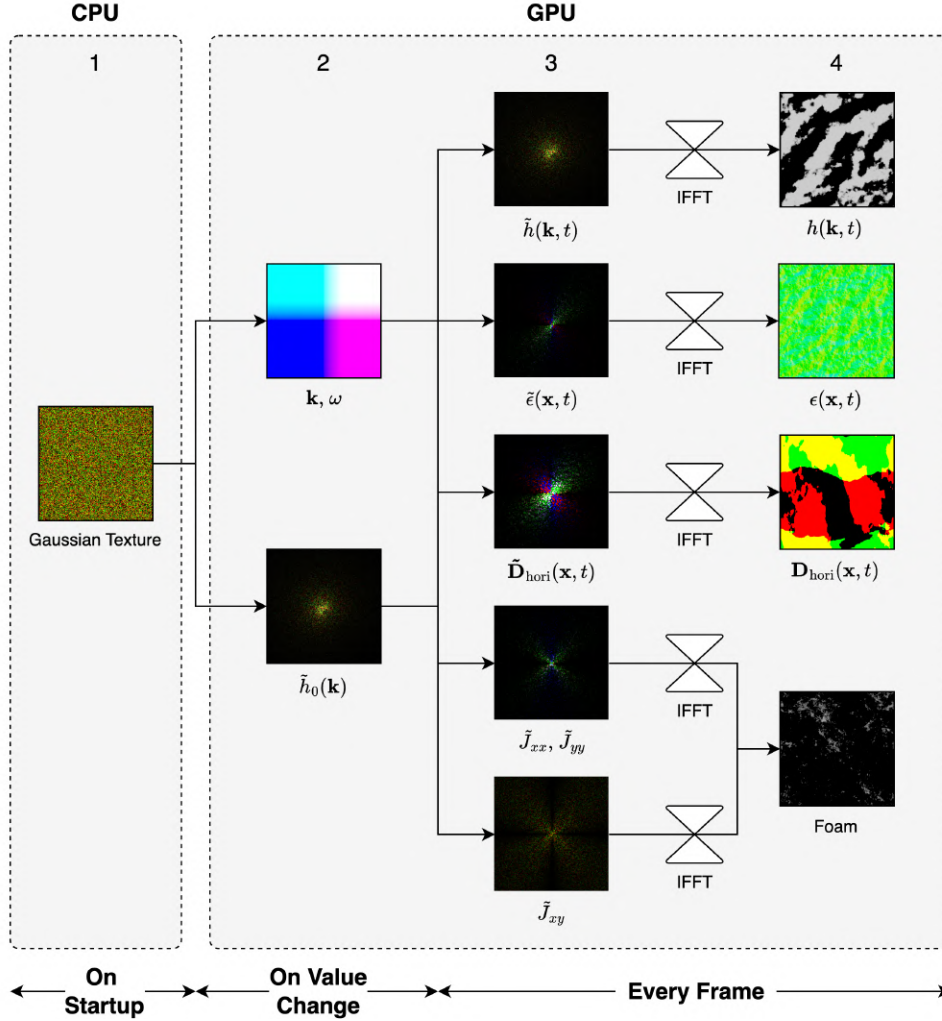 CPU
GPU
1
2
3
4
IFFT
h̃(𝐤, t)
h(𝐤, t)
IFFT
𝐤, ω
ϵ̃(𝐱, t)
ϵ(𝐱, t)
Gaussian Texture
IFFT
𝐃̃hori(𝐱, t)
𝐃hori(𝐱, t)
h̃₀(𝐤)
IFFT
J̃xx, J̃yy
Foam
IFFT
J̃xy
On
Startup
On Value
Change
Every Frame